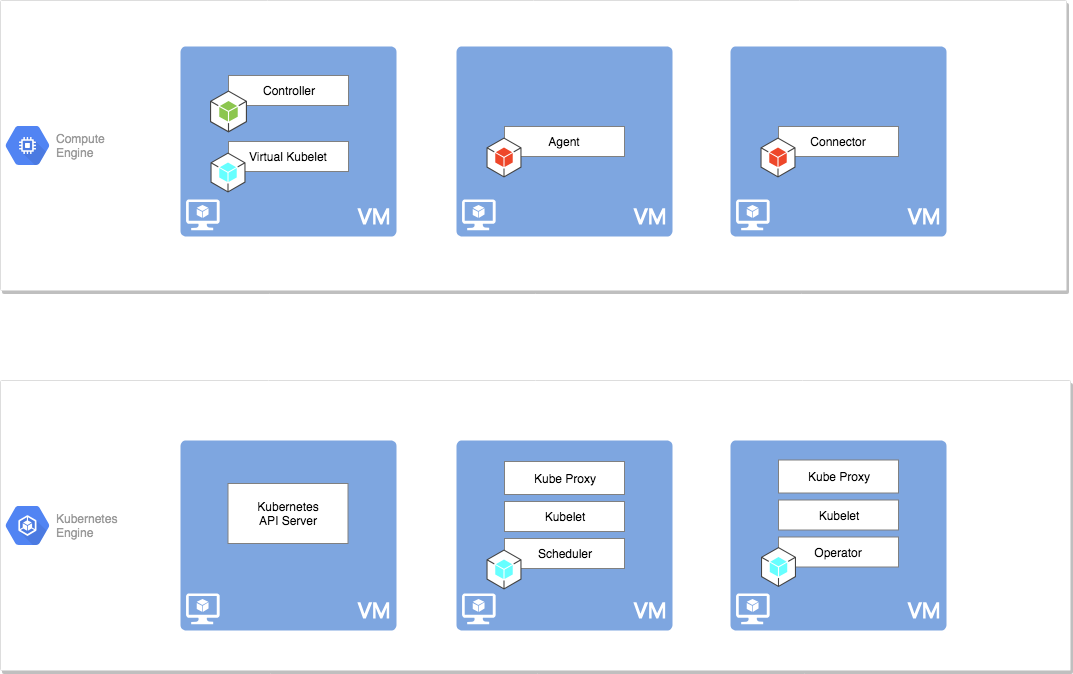 Compute
Engine
Controller
Virtual Kubelet
VM
Agent
VM
Connector
VM
Kubernetes
Engine
Kubernetes
API Server
VM
Kube Proxy
Kubelet
Scheduler
VM
Kube Proxy
Kubelet
Operator
VM